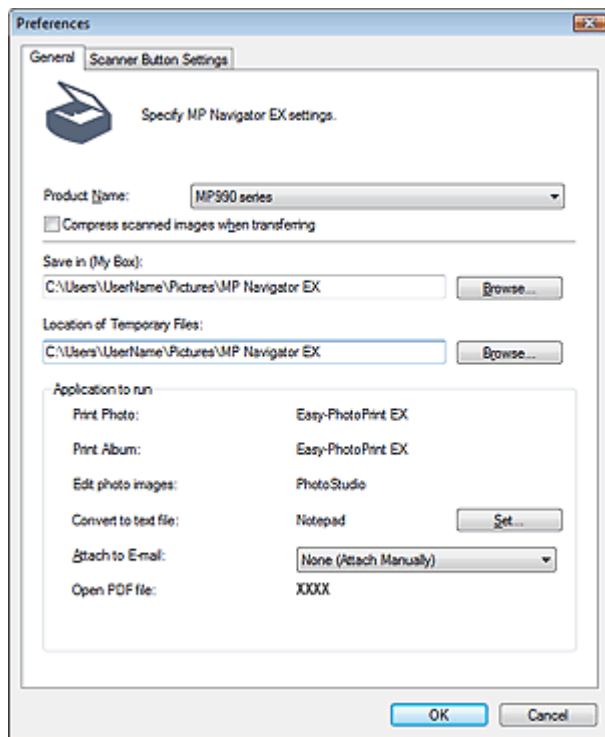 Preferences
General Scanner Button Settings
Specify MP Navigator EX settings.
Product Name: MP990 series
Compress scanned images when transferring
Save in (My Box):
C:\Users\UserName\Pictures\MP Navigator EX Browse...
Location of Temporary Files:
C:\Users\UserName\Pictures\MP Navigator EX Browse...
Application to run
Print Photo: Easy-PhotoPrint EX
Print Album: Easy-PhotoPrint EX
Edit photo images: PhotoStudio
Convert to text file: Notepad Set...
Attach to E-mail: None (Attach Manually)
Open PDF file: XXXX
OK Cancel